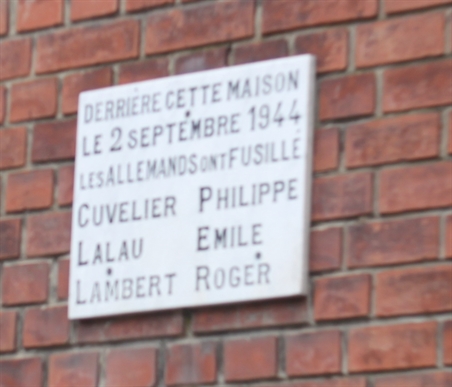 DERRIÈRE CETTE MAISON
LE 2 SEPTEMBRE 1944
LES ALLEMANDS ONT FUSILLÉ
CUVELIER PHILIPPE
LALAU EMILE
LAMBERT ROGER